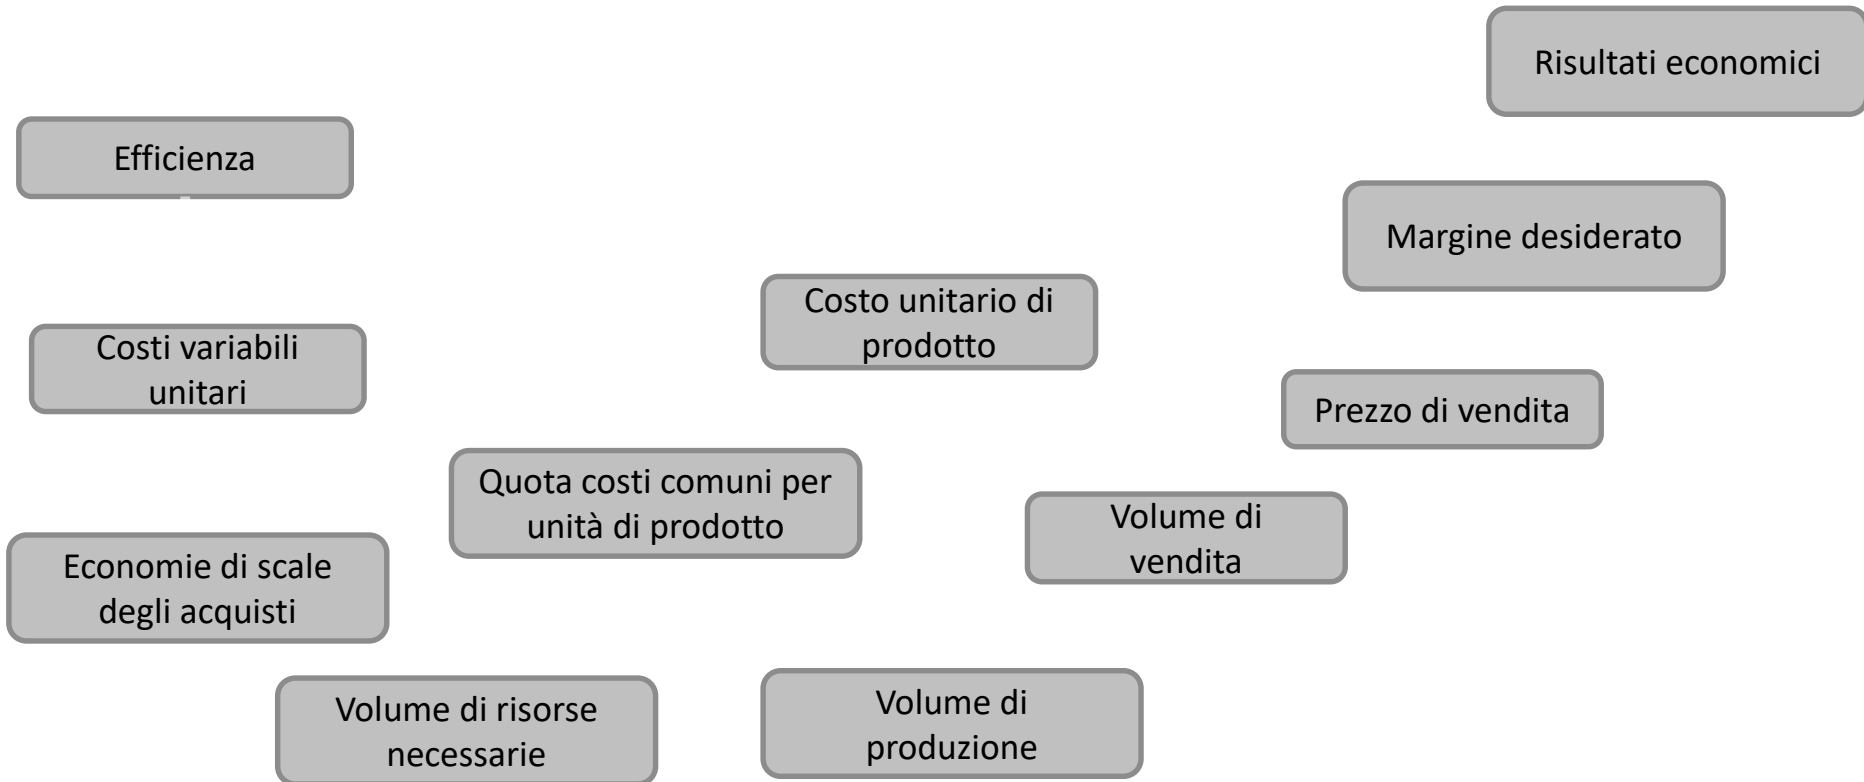 Risultati economici
Efficienza
Margine desiderato
Costo unitario di
prodotto
Costi variabili
unitari
Prezzo di vendita
Quota costi comuni per
unità di prodotto
Volume di
vendita
Economie di scale
degli acquisti
Volume di risorse
necessarie
Volume di
produzione